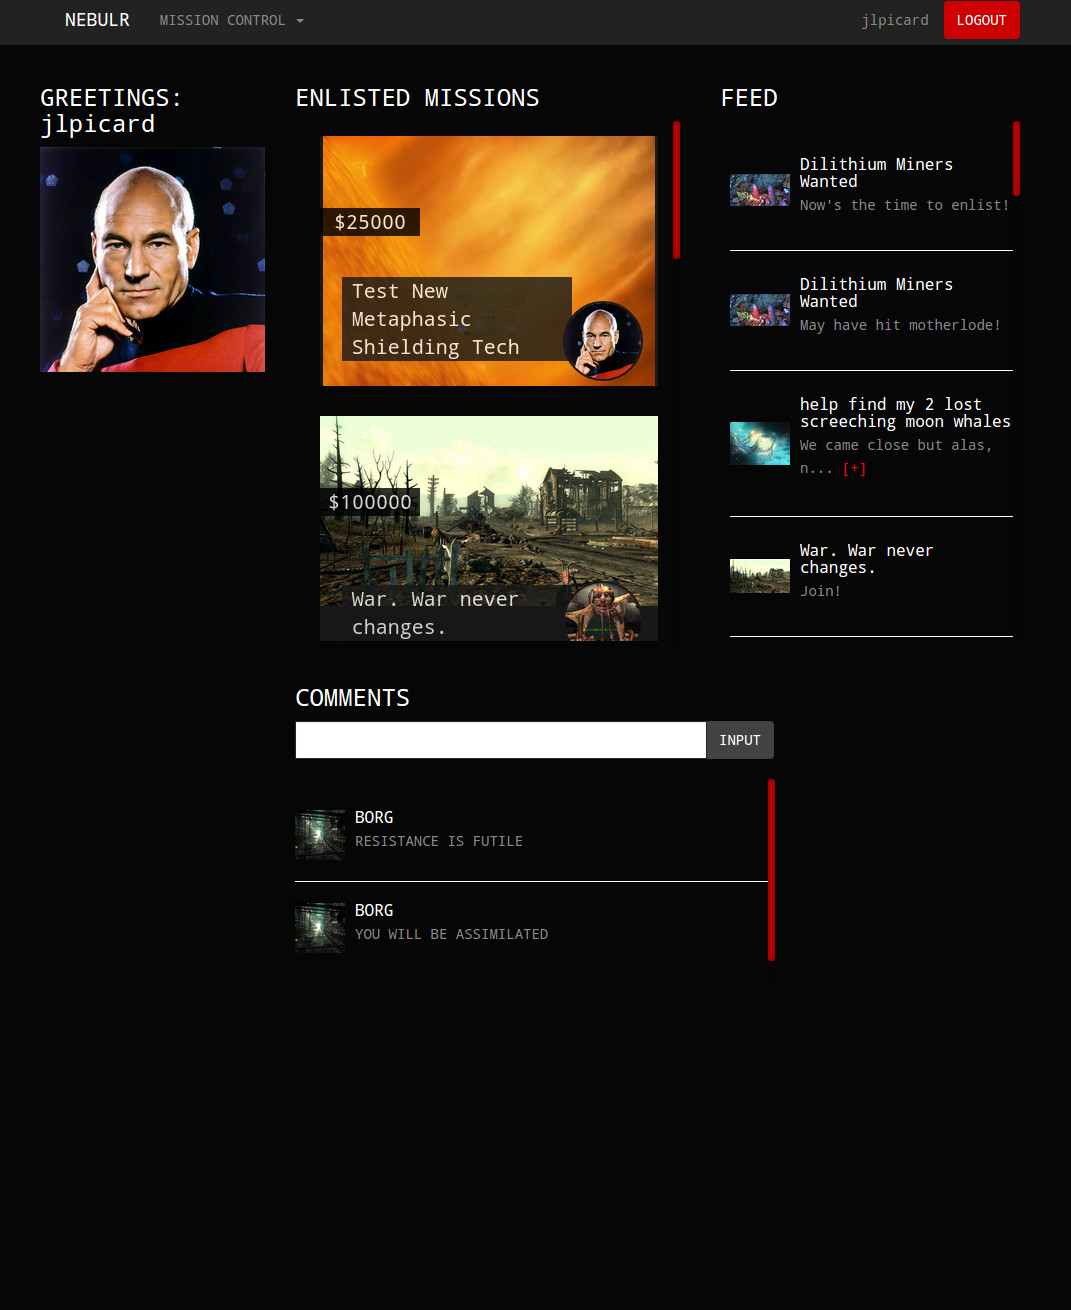 NEBULR MISSION CONTROL jlpicard LOGOUT
GREETINGS:
jlpicard
ENLISTED MISSIONS
$25000
Test New
Metaphasic
Shielding Tech
$100000
War. War never
changes.
FEED
Dilithium Miners
Wanted
Now's the time to enlist!
Dilithium Miners
Wanted
May have hit motherlode!
help find my 2 lost
screeching moon whales
We came close but alas,
n... [+]
War. War never
changes.
Join!
COMMENTS
INPUT
BORG
RESISTANCE IS FUTILE
BORG
YOU WILL BE ASSIMILATED